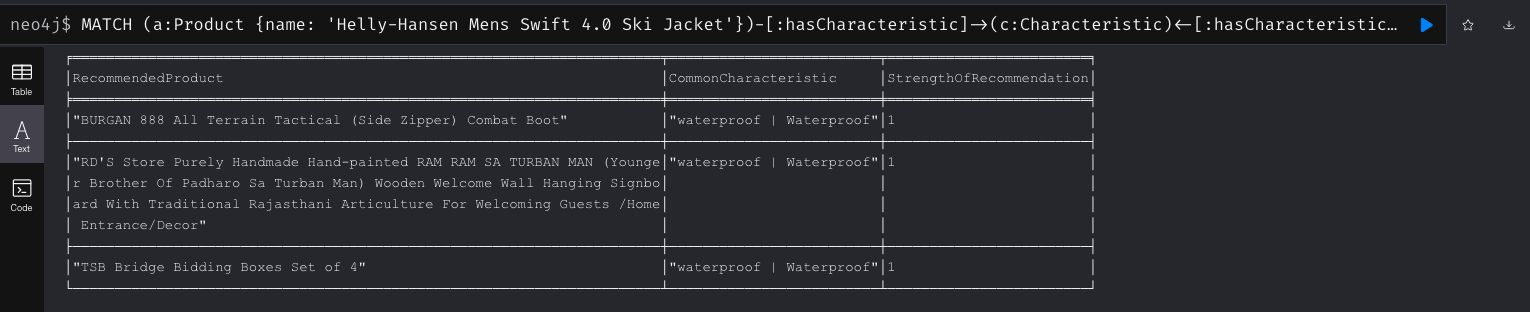 neo4j$ MATCH (a:Product {name: 'Helly-Hansen Mens Swift 4.0 Ski Jacket'})-[:hasCharacteristic]→(c:Characteristic)←[:hasCharacteristic…
Table
A
Text
Code
RecommendedProduct CommonCharacteristic StrengthOfRecommendation
"BURGAN 888 All Terrain Tactical (Side Zipper) Combat Boot" "waterproof | Waterproof" 1
"RD'S Store Purely Handmade Hand-painted RAM RAM SA TURBAN MAN (Younge "waterproof | Waterproof" 1
r Brother Of Padharo Sa Turban Man) Wooden Welcome Wall Hanging Signbo
ard With Traditional Rajasthani Articulture For Welcoming Guests /Home
Entrance/Decor"
"TSB Bridge Bidding Boxes Set of 4" "waterproof | Waterproof" 1